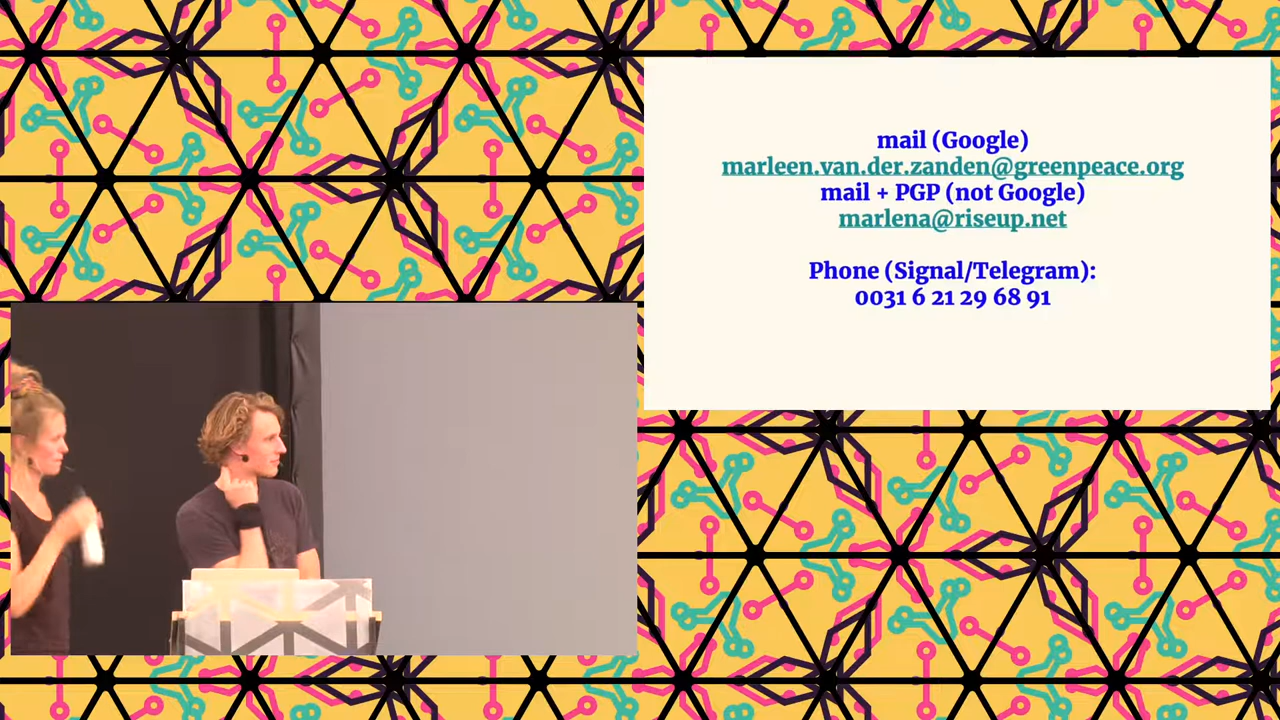 mail (Google)
marleen.van.der.zanden@greenpeace.org
mail + PGP (not Google)
marlena@riseup.net
Phone (Signal/Telegram):
0031 6 21 29 68 91